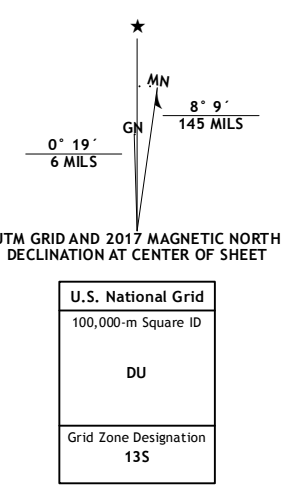 ★
MN
GN
0° 19´
6 MILS
8° 9´
145 MILS
UTM GRID AND 2017 MAGNETIC NORTH
DECLINATION AT CENTER OF SHEET
U.S. National Grid
100,000-m Square ID
DU
Grid Zone Designation
13S